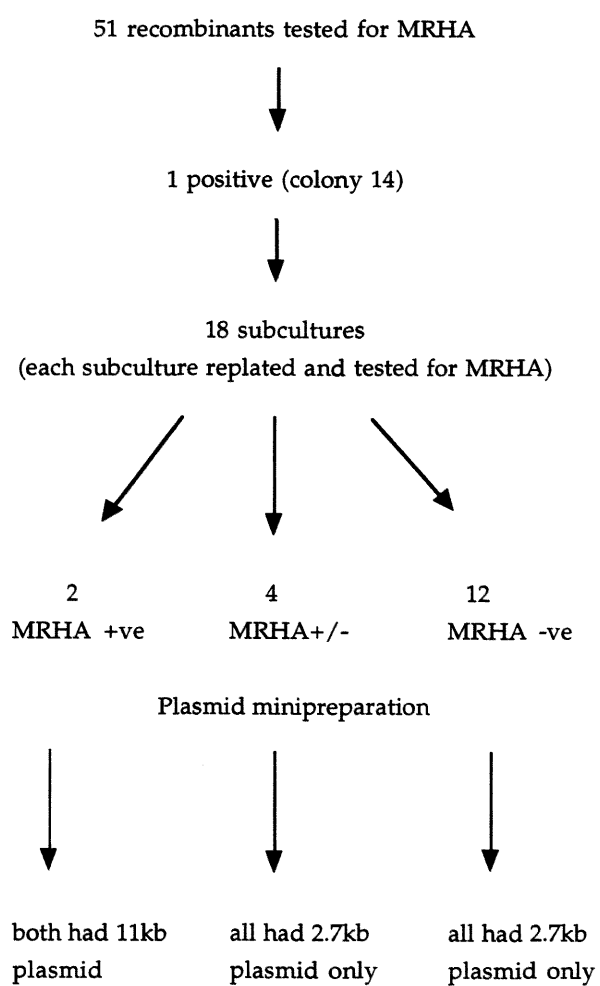 51 recombinants tested for MRHA
1 positive (colony 14)
18 subcultures
(each subculture replated and tested for MRHA)
2
MRHA +ve
4
MRHA+/-
12
MRHA -ve
Plasmid minipreparation
both had 11kb
plasmid
all had 2.7kb
plasmid only
all had 2.7kb
plasmid only